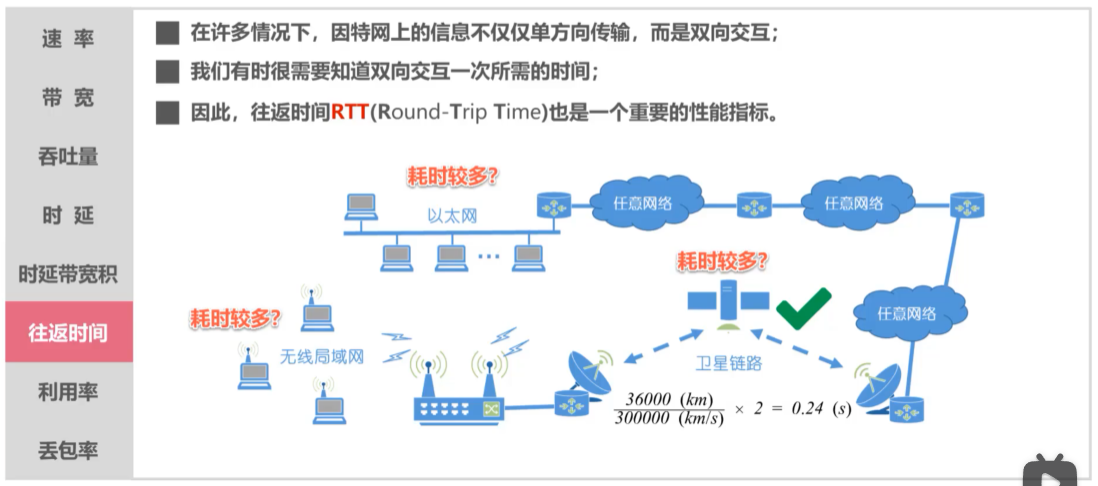 速 率
带 宽
吞吐量
时 延
时延带宽积
往返时间
利用率
丢包率
在许多情况下，因特网上的信息不仅仅单方向传输，而是双向交互；
我们有时很需要知道双向交互一次所需的时间；
因此，往返时间RTT(Round-Trip Time)也是一个重要的性能指标。
耗时较多?
以太网
...
任意网络
任意网络
耗时较多?
任意网络
耗时较多?
无线局域网
卫星链路
36000 (km)
300000 (km/s) × 2 = 0.24 (s)